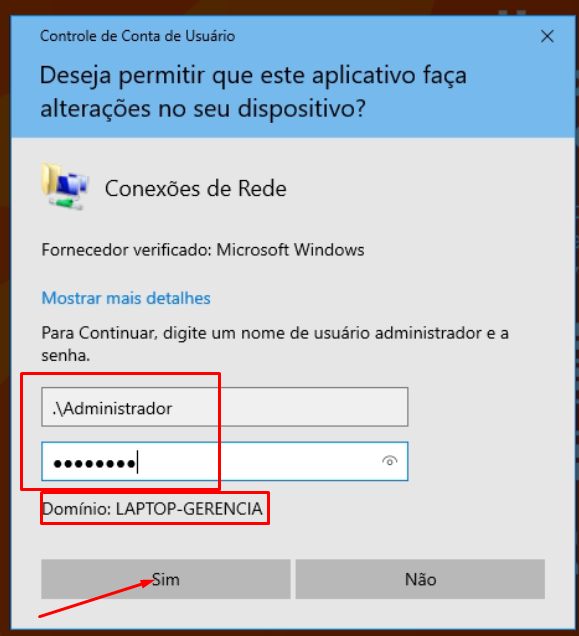 Controle de Conta de Usuário
Deseja permitir que este aplicativo faça
alterações no seu dispositivo?
Conexões de Rede
Fornecedor verificado: Microsoft Windows
Mostrar mais detalhes
Para Continuar, digite um nome de usuário administrador e a
senha.
.\Administrador
●●●●●●●●
Domínio: LAPTOP-GERENCIA
Sim
Não